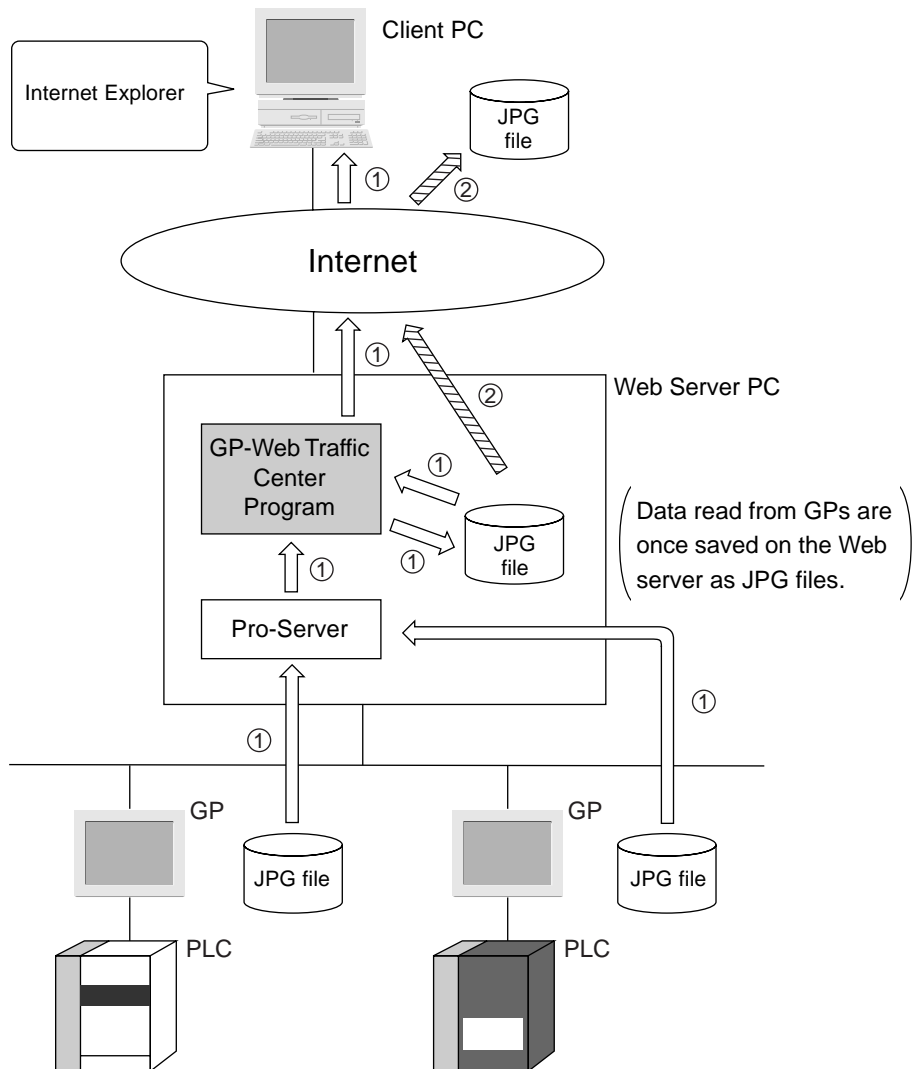 Client PC
Internet Explorer
JPG
file
①
②
Internet
①
②
Web Server PC
GP-Web Traffic
Center
Program
①
①
JPG
file
Data read from GPs are
once saved on the Web
server as JPG files.
①
Pro-Server
①
①
GP
JPG file
GP
JPG file
PLC
PLC